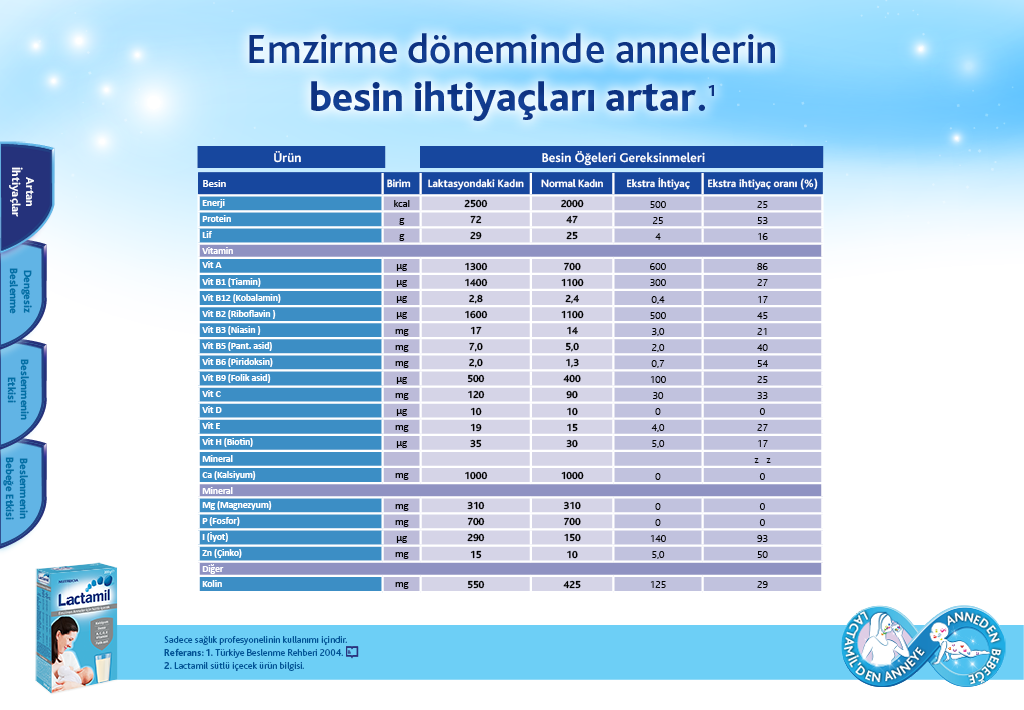 Emzirme döneminde annelerin
besin ihtiyaçları artar.¹
Artan
İhtiyaçlar
Dengesiz
Beslenme
Beslenmenin
Etkisi
Beslenmenin
Bebeğe Etkisi
Ürün Besin Öğeleri Gereksinmeleri
Besin Birim Laktasyondaki Kadın Normal Kadın Ekstra İhtiyaç Ekstra ihtiyaç oranı (%)
Enerji kcal 2500 2000 500 25
Protein g 72 47 25 53
Lif g 29 25 4 16
Vitamin
Vit A µg 1300 700 600 86
Vit B1 (Tiamin) µg 1400 1100 300 27
Vit B12 (Kobalamin) µg 2,8 2,4 0,4 17
Vit B2 (Riboflavin ) µg 1600 1100 500 45
Vit B3 (Niasin ) mg 17 14 3,0 21
Vit B5 (Pant. asid) mg 7,0 5,0 2,0 40
Vit B6 (Piridoksin) mg 2,0 1,3 0,7 54
Vit B9 (Folik asid) µg 500 400 100 25
Vit C mg 120 90 30 33
Vit D µg 10 10 0 0
Vit E mg 19 15 4,0 27
Vit H (Biotin) µg 35 30 5,0 17
Mineral z z
Ca (Kalsiyum) mg 1000 1000 0 0
Mineral
Mg (Magnezyum) mg 310 310 0 0
P (Fosfor) mg 700 700 0 0
I (İyot) µg 290 150 140 93
Zn (Çinko) mg 15 10 5,0 50
Diğer
Kolin mg 550 425 125 29
NUTRICIA
Lactamil
Sadece sağlık profesyonelinin kullanımı içindir.
Referans: 1. Türkiye Beslenme Rehberi 2004.
2. Lactamil sütlü içecek ürün bilgisi.
LACTAMİL'DEN ANNEYE
ANNEDEN BEBEĞE